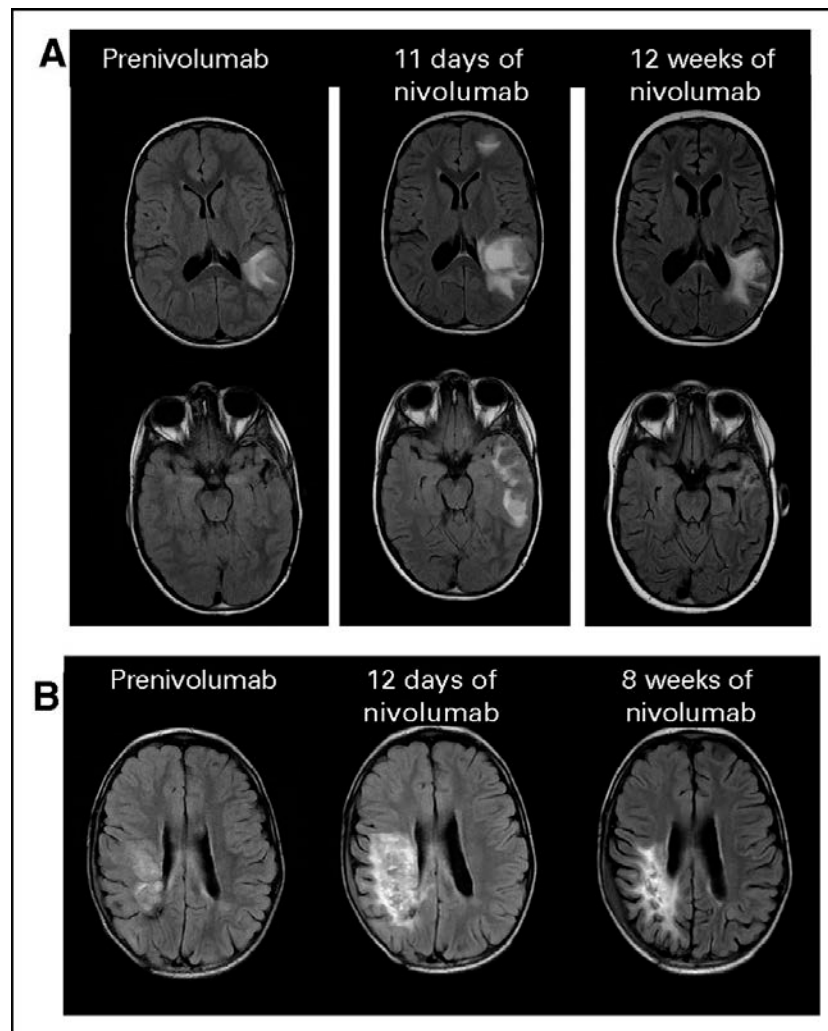 A
Prenivolumab
11 days of
nivolumab
12 weeks of
nivolumab
B
Prenivolumab
12 days of
nivolumab
8 weeks of
nivolumab